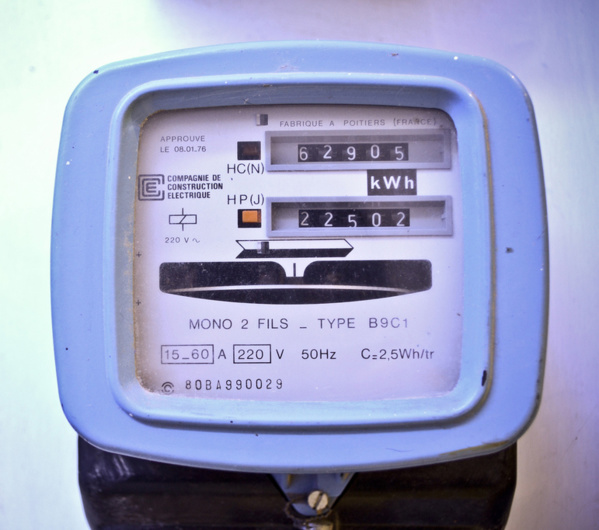 FABRIQUE A POITIERS [FRANCE]
APPROUVE
LE 08.01.76
62905
HC(N)
COMPAGNIE DE
CONSTRUCTION
ELECTRIQUE
kWh
HP(J)
22502
220 V ~
MONO 2 FILS _ TYPE B9C1
15_60 A 220 V 50Hz C=2,5Wh/tr
80BA990029